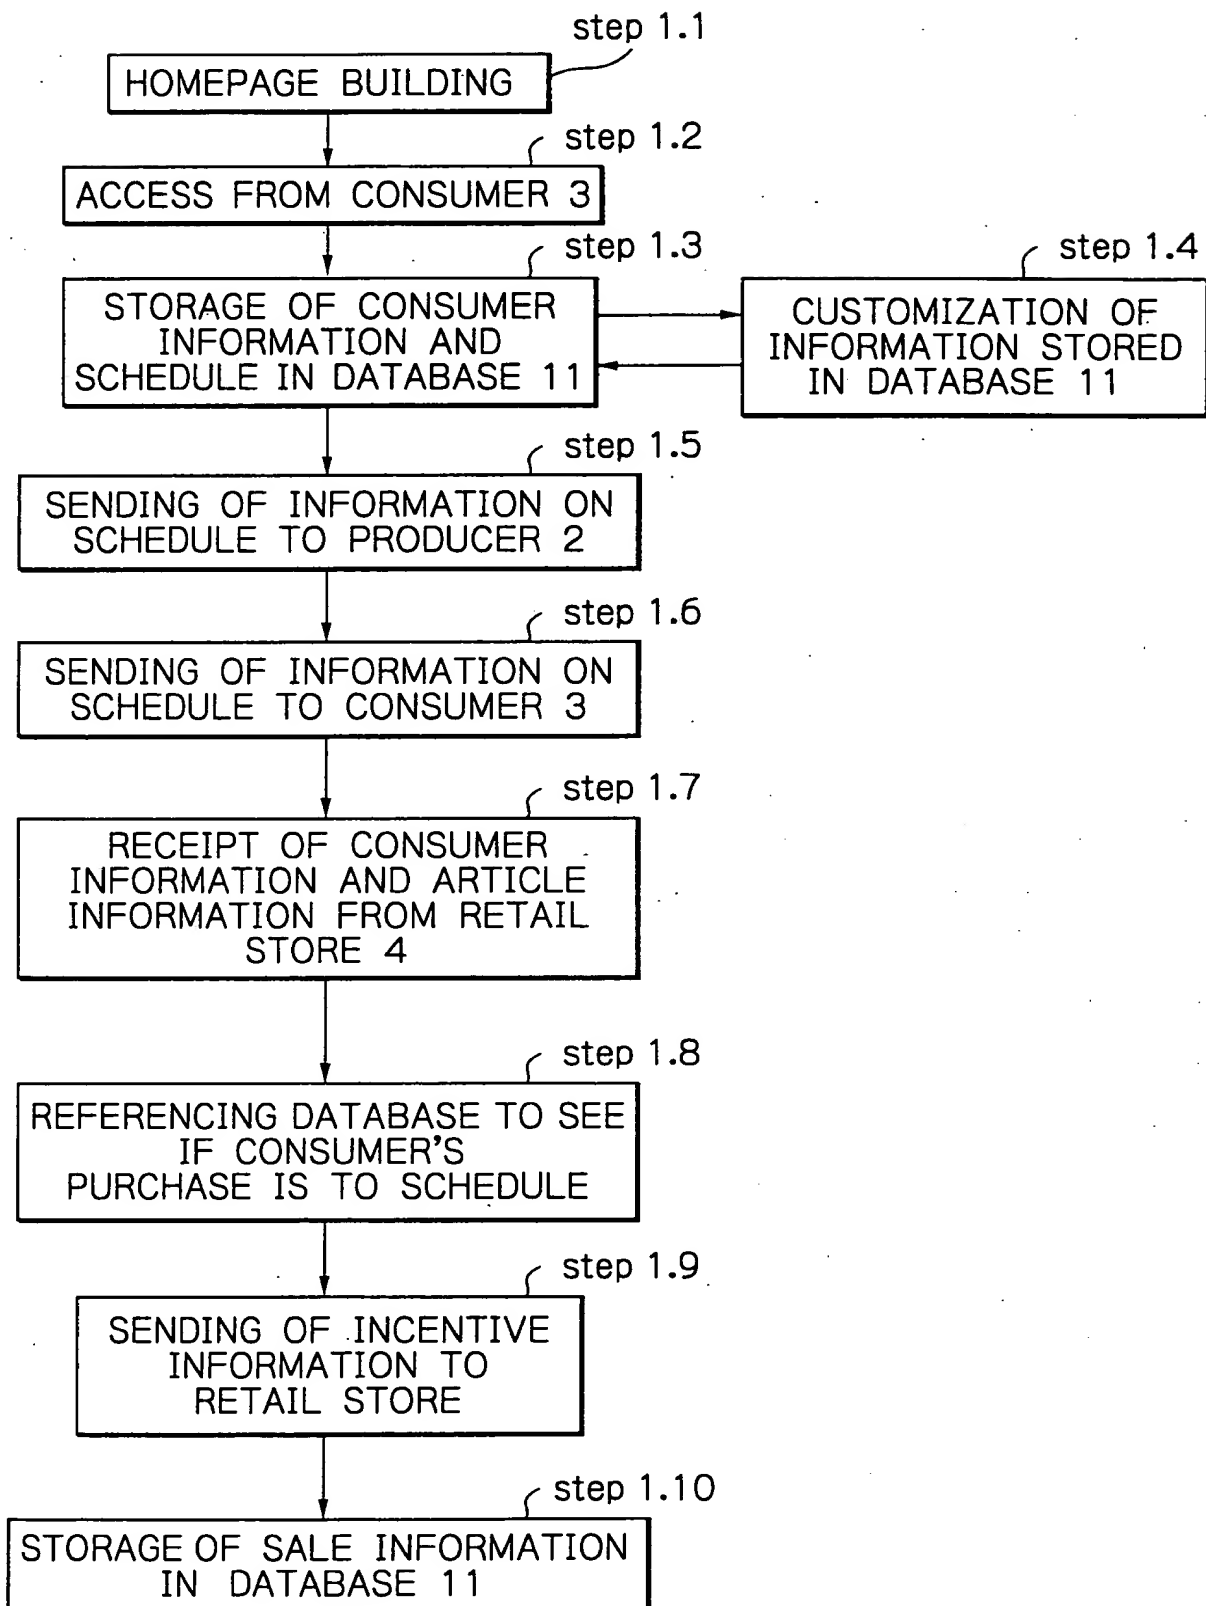 step 1.1
HOMEPAGE BUILDING
step 1.2
ACCESS FROM CONSUMER 3
step 1.3
STORAGE OF CONSUMER
INFORMATION AND
SCHEDULE IN DATABASE 11
step 1.4
CUSTOMIZATION OF
INFORMATION STORED
IN DATABASE 11
step 1.5
SENDING OF INFORMATION ON
SCHEDULE TO PRODUCER 2
step 1.6
SENDING OF INFORMATION ON
SCHEDULE TO CONSUMER 3
step 1.7
RECEIPT OF CONSUMER
INFORMATION AND ARTICLE
INFORMATION FROM RETAIL
STORE 4
step 1.8
REFERENCING DATABASE TO SEE
IF CONSUMER'S
PURCHASE IS TO SCHEDULE
step 1.9
SENDING OF INCENTIVE
INFORMATION TO
RETAIL STORE
step 1.10
STORAGE OF SALE INFORMATION
IN DATABASE 11